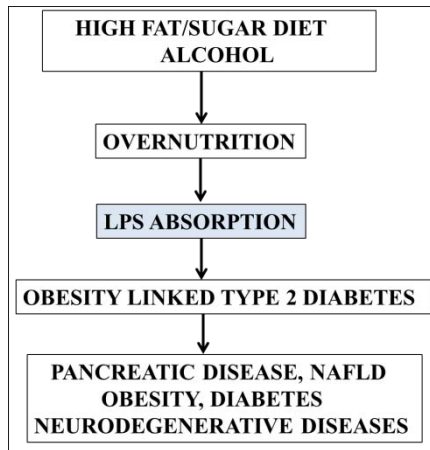 HIGH FAT/SUGAR DIET
ALCOHOL
OVERNUTRITION
LPS ABSORPTION
OBESITY LINKED TYPE 2 DIABETES
PANCREATIC DISEASE, NAFLD
OBESITY, DIABETES
NEURODEGENERATIVE DISEASES